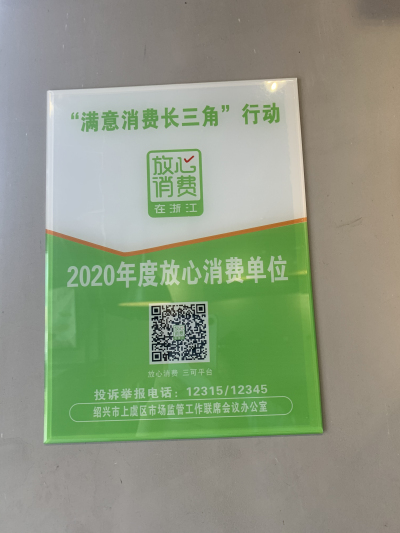 “满意消费长三角”行动
放心
消费
在浙江
2020年度放心消费单位
放心消费 三可平台
投诉举报电话：12315/12345
绍兴市上虞区市场监管工作联席会议办公室